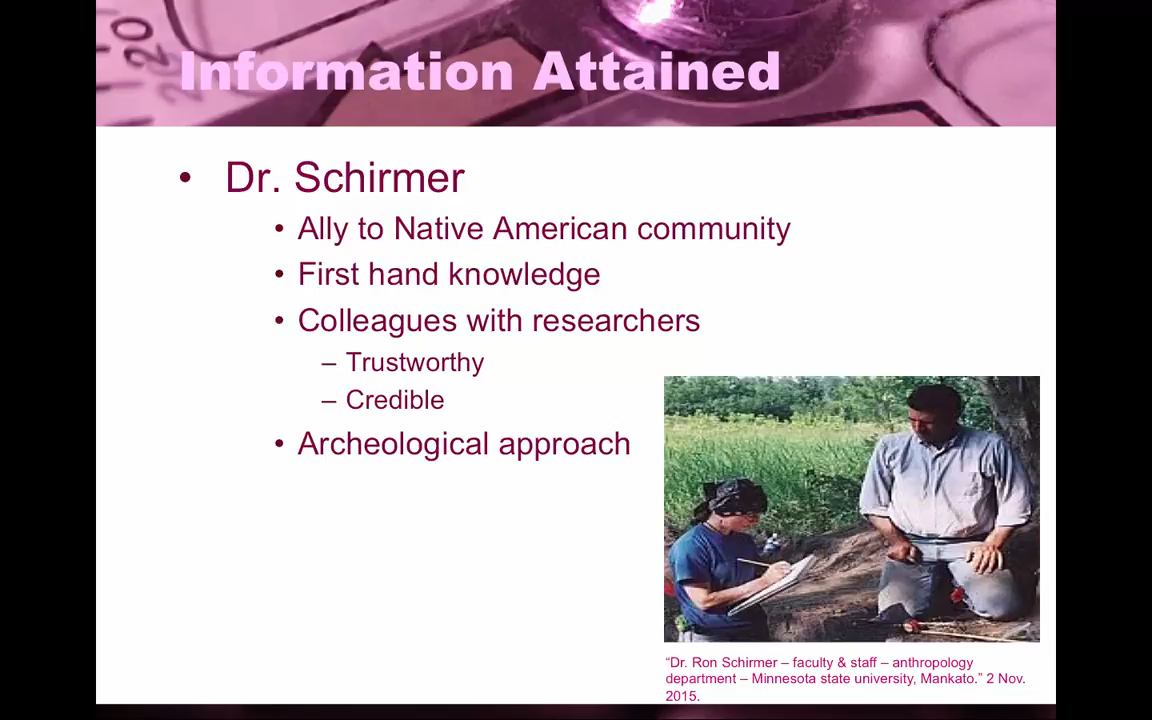 20
Information Attained
• Dr. Schirmer
• Ally to Native American community
• First hand knowledge
• Colleagues with researchers
– Trustworthy
– Credible
• Archeological approach
“Dr. Ron Schirmer – faculty & staff – anthropology
department – Minnesota state university, Mankato.” 2 Nov.
2015.